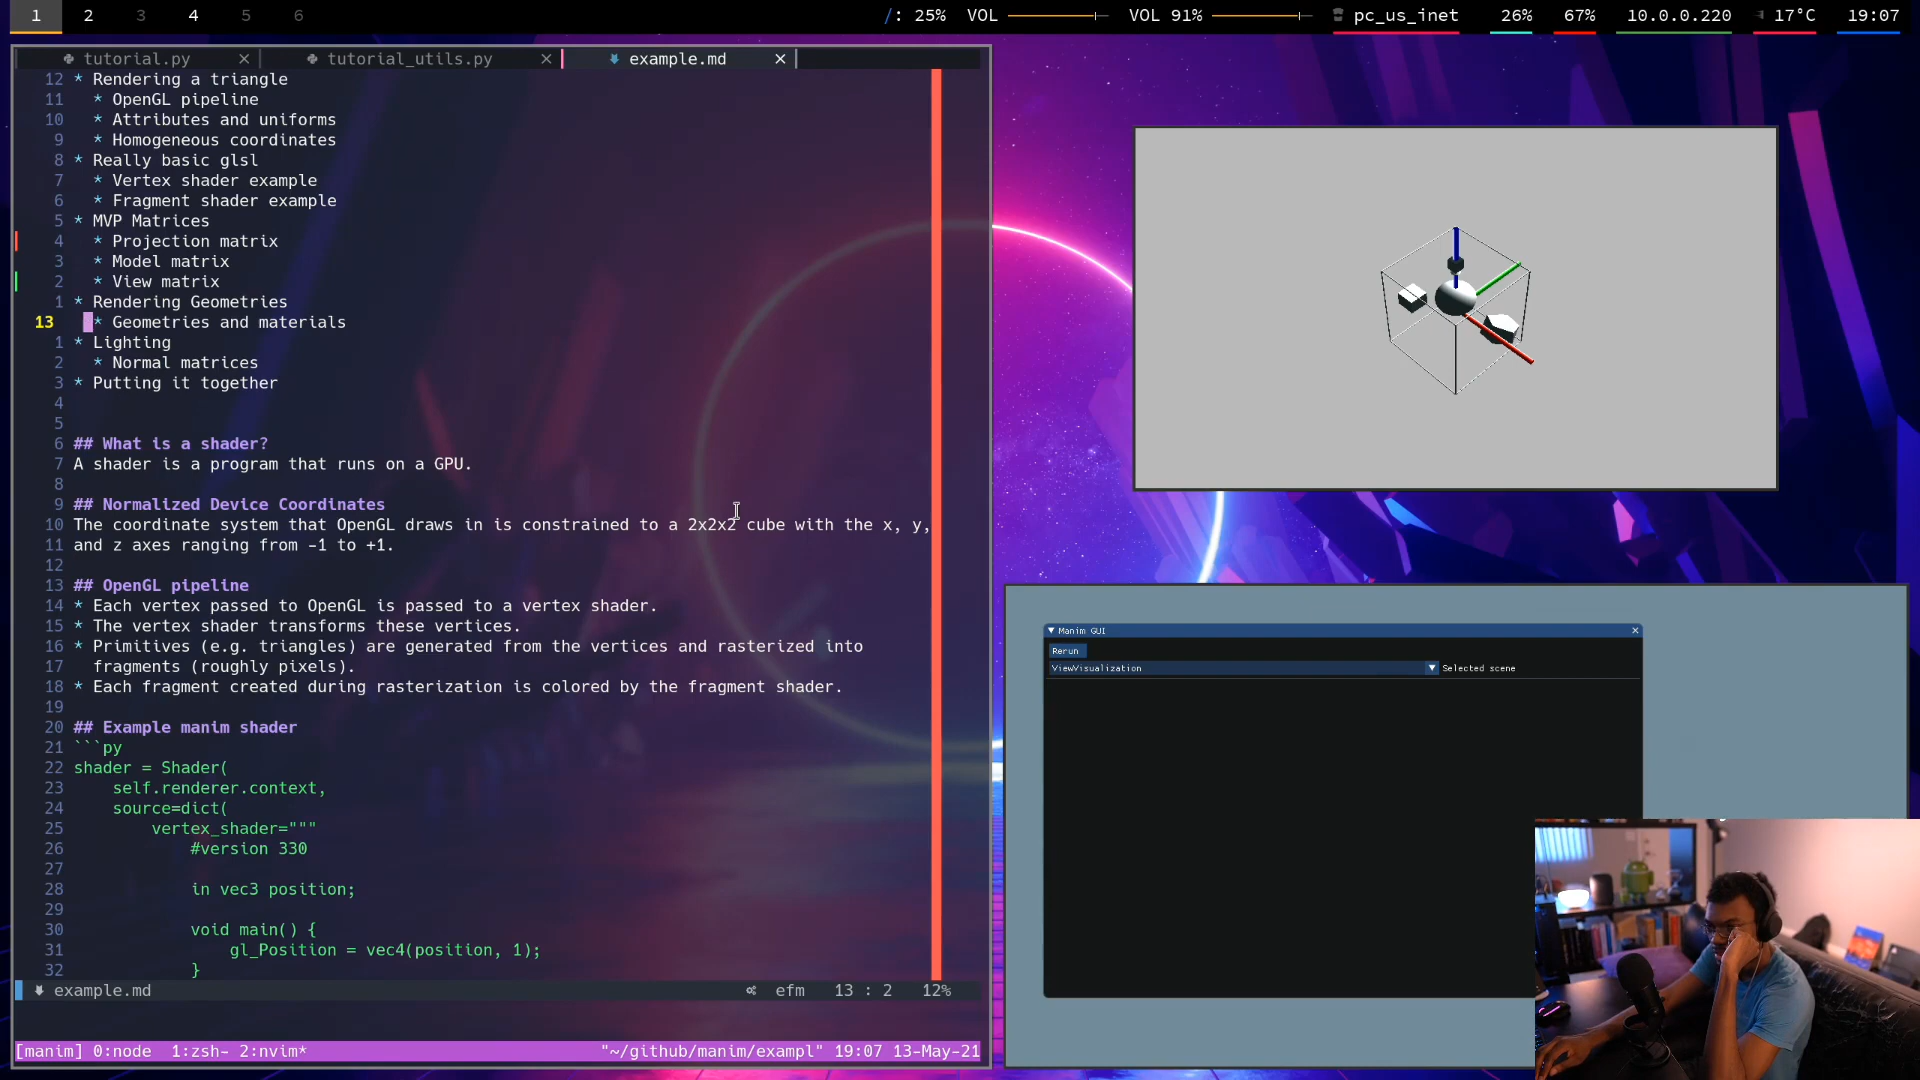 1 2 3 4 5 6 /: 25% VOL VOL 91% pc_us_inet 26% 67% 10.0.0.220 17°C 19:07
tutorial.py tutorial_utils.py example.md
12 * Rendering a triangle
11 * OpenGL pipeline
10 * Attributes and uniforms
9 * Homogeneous coordinates
8 * Really basic glsl
7 * Vertex shader example
6 * Fragment shader example
5 * MVP Matrices
4 * Projection matrix
3 * Model matrix
2 * View matrix
1 * Rendering Geometries
13 * Geometries and materials
1 * Lighting
2 * Normal matrices
3 * Putting it together
4
5
6 ## What is a shader?
7 A shader is a program that runs on a GPU.
8
9 ## Normalized Device Coordinates
10 The coordinate system that OpenGL draws in is constrained to a 2x2x2 cube with the x, y,
11 and z axes ranging from -1 to +1.
12
13 ## OpenGL pipeline
14 * Each vertex passed to OpenGL is passed to a vertex shader.
15 * The vertex shader transforms these vertices.
16 * Primitives (e.g. triangles) are generated from the vertices and rasterized into
17 fragments (roughly pixels).
18 * Each fragment created during rasterization is colored by the fragment shader.
19
20 ## Example manim shader
21 ```py
22 shader = Shader(
23 self.renderer.context,
24 source=dict(
25 vertex_shader="""
26 #version 330
27
28 in vec3 position;
29
30 void main() {
31 gl_Position = vec4(position, 1);
32 }
example.md efm 13 : 2 12%
[manim] 0:node 1:zsh- 2:nvim* "~/github/manim/exampl" 19:07 13-May-21
Manim GUI
Rerun
ViewVisualization Selected scene